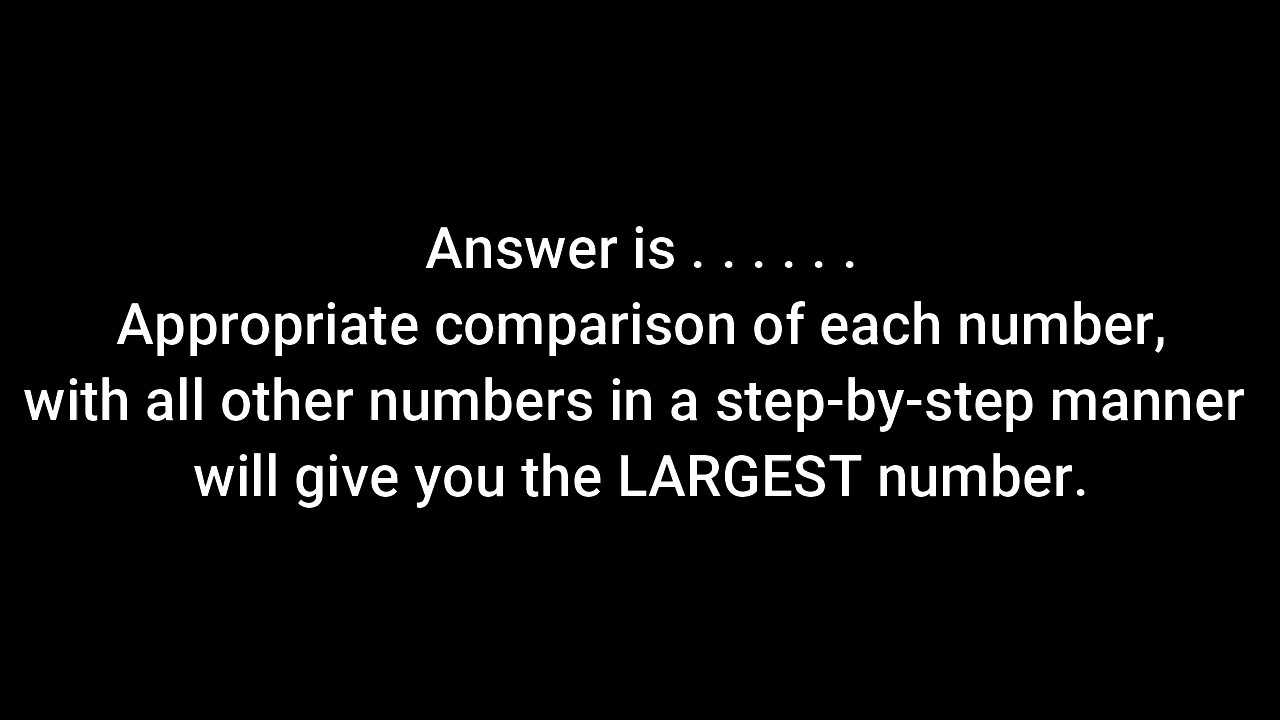 Answer is . . . . . .
Appropriate comparison of each number,
with all other numbers in a step-by-step manner
will give you the LARGEST number.